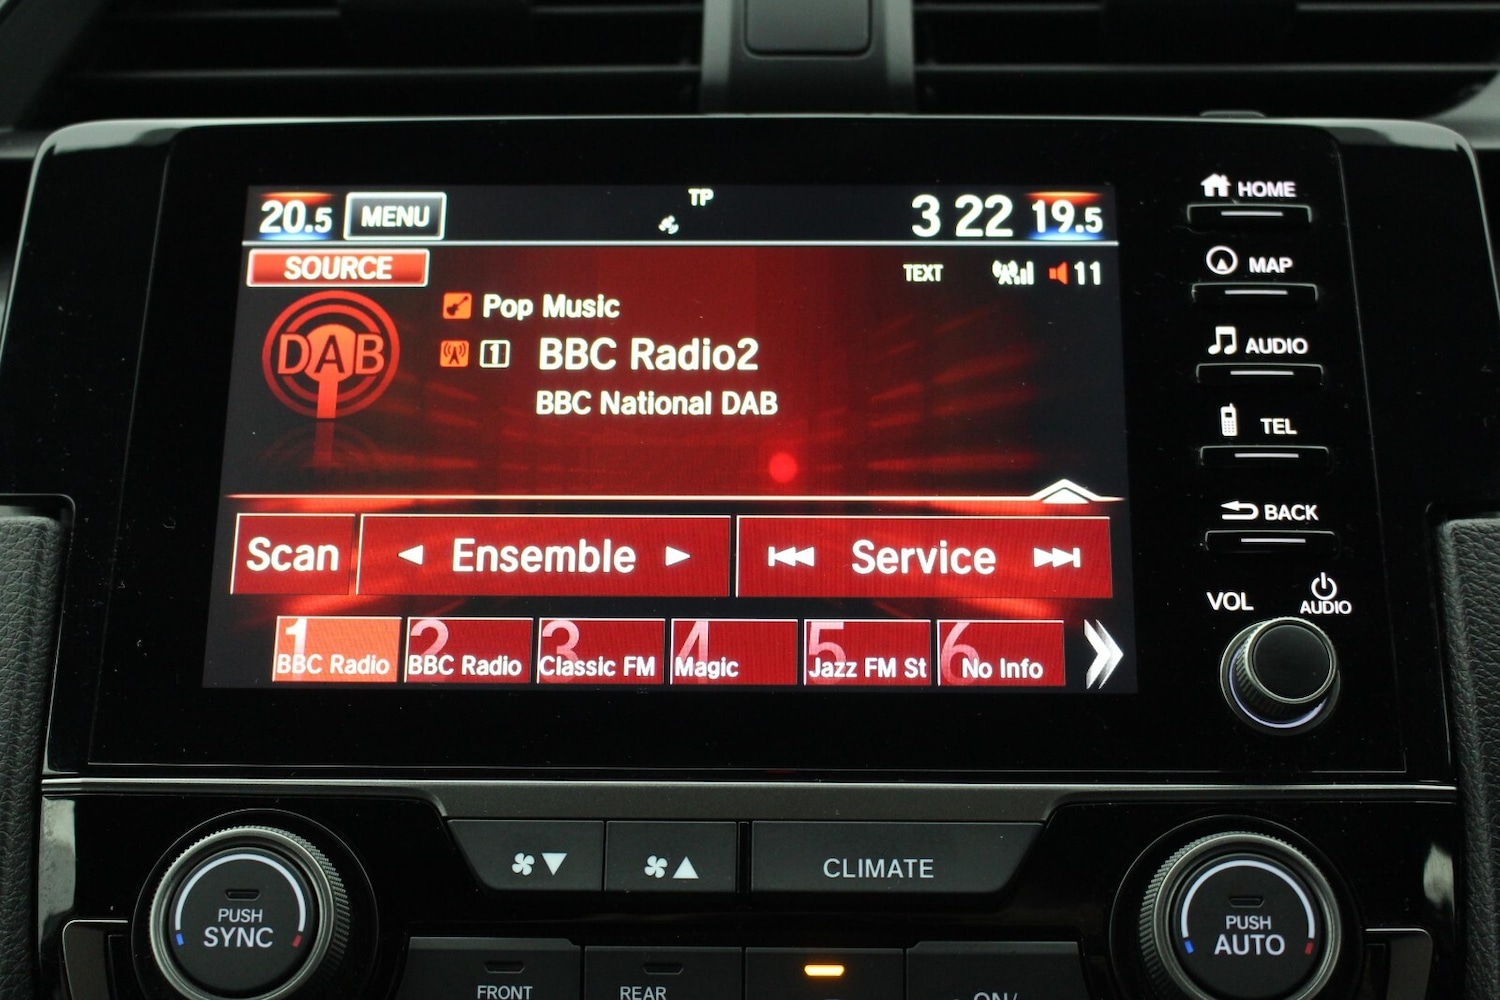 20.5 MENU TP 3 22 19.5
SOURCE TEXT 11
DAB
Pop Music
1 BBC Radio2
BBC National DAB
Scan Ensemble Service
1 BBC Radio
2 BBC Radio
3 Classic FM
4 Magic
5 Jazz FM St
6 No Info
HOME
MAP
AUDIO
TEL
BACK
VOL AUDIO
CLIMATE
PUSH
SYNC
PUSH
AUTO
FRONT REAR ON/